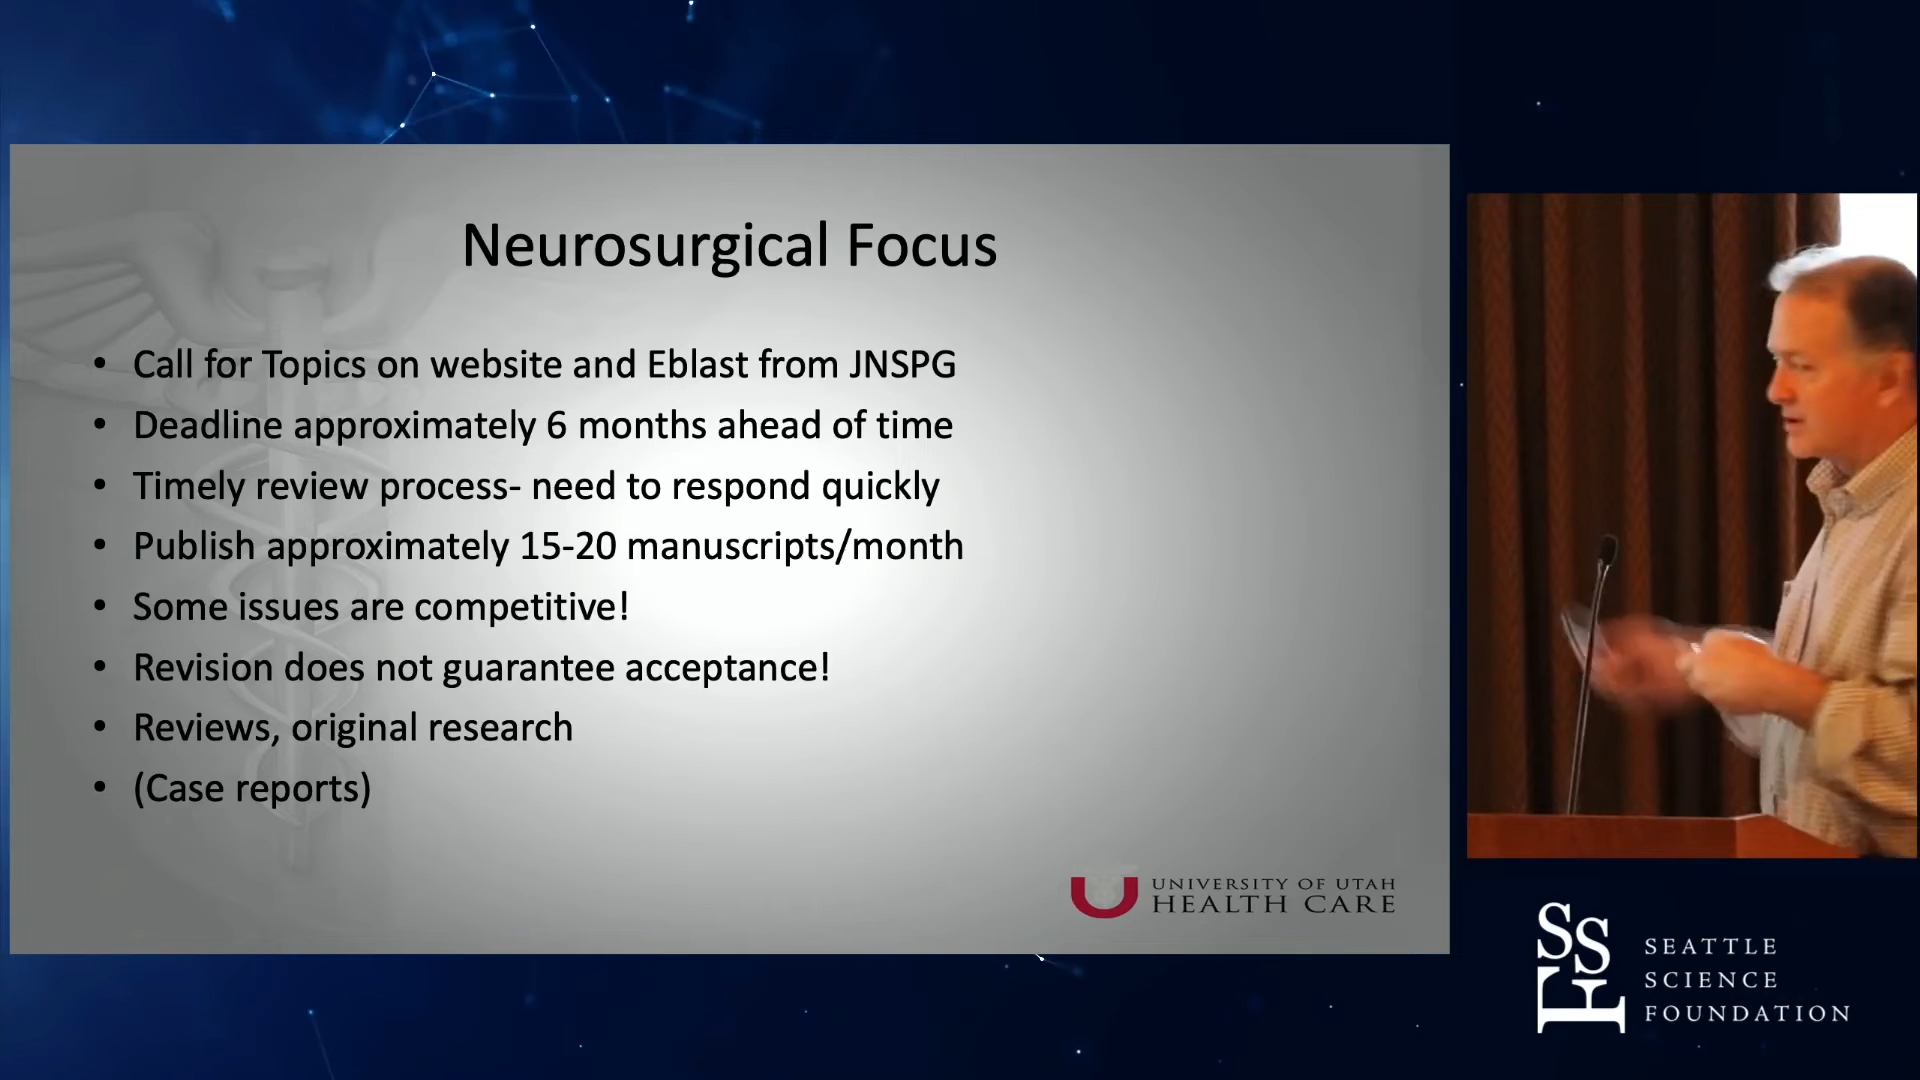 Neurosurgical Focus
• Call for Topics on website and Eblast from JNSPG
• Deadline approximately 6 months ahead of time
• Timely review process- need to respond quickly
• Publish approximately 15-20 manuscripts/month
• Some issues are competitive!
• Revision does not guarantee acceptance!
• Reviews, original research
• (Case reports)
U UNIVERSITY OF UTAH
HEALTH CARE
SSF
SEATTLE
SCIENCE
FOUNDATION